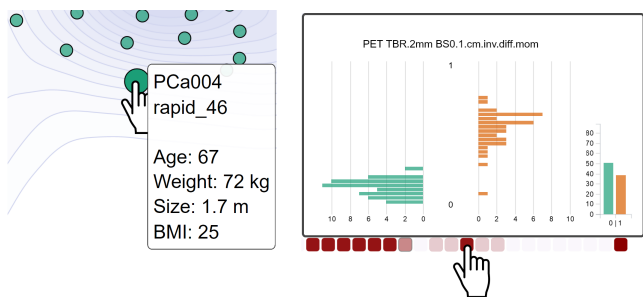 PCa004
rapid_46
Age: 67
Weight: 72 kg
Size: 1.7 m
BMI: 25
PET TBR.2mm BS0.1.cm.inv.diff.mom
1
0
10 8 6 4 2 0
0 2 4 6 8 10
80
70
60
50
40
30
20
10
0
0 | 1